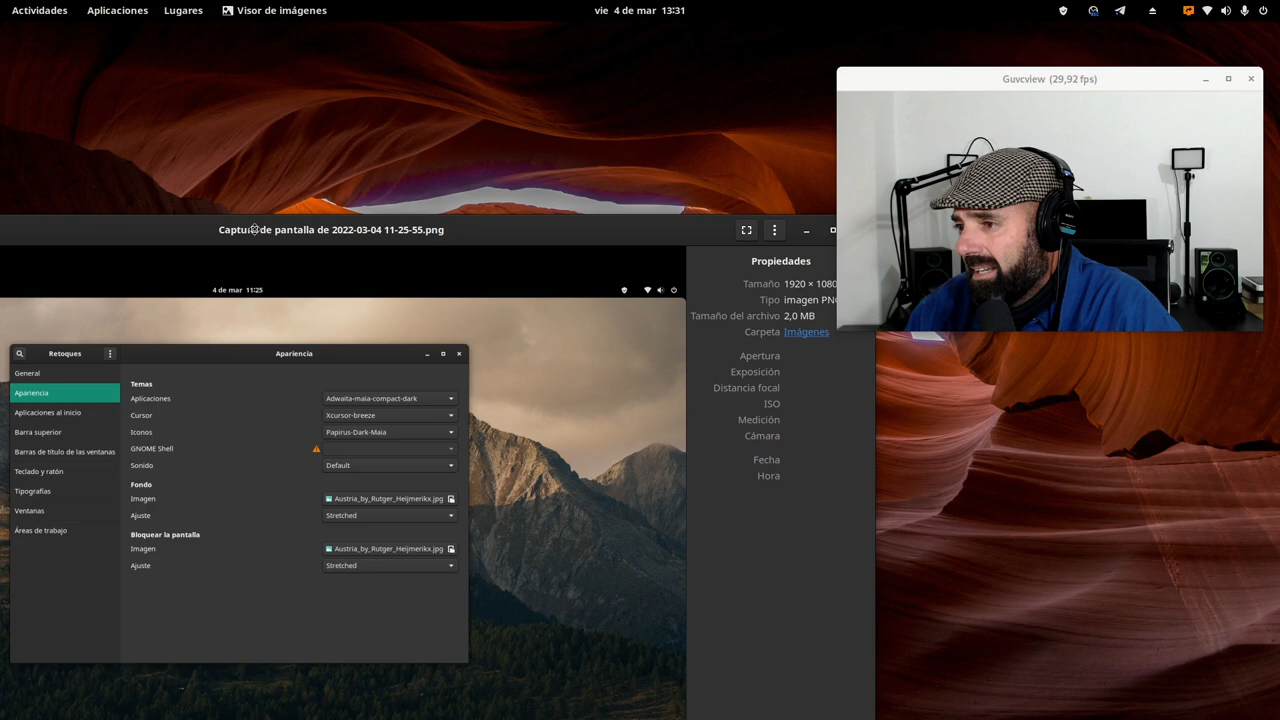 Actividades Aplicaciones Lugares Visor de imágenes vie 4 de mar 13:31
Guvcview (29,92 fps)
Captura de pantalla de 2022-03-04 11-25-55.png
Propiedades
Tamaño 1920 × 1080
Tipo imagen PNG
Tamaño del archivo 2,0 MB
Carpeta Imágenes
Apertura
Exposición
Distancia focal
ISO
Medición
Cámara
Fecha
Hora
4 de mar 11:25
Retoques Apariencia
General
Apariencia
Aplicaciones al inicio
Barra superior
Barras de título de las ventanas
Teclado y ratón
Tipografías
Ventanas
Áreas de trabajo
Temas
Aplicaciones Adwaita-maia-compact-dark
Cursor Xcursor-breeze
Iconos Papirus-Dark-Maia
GNOME Shell
Sonido Default
Fondo
Imagen Austria_by_Rutger_Heijmerikx.jpg
Ajuste Stretched
Bloquear la pantalla
Imagen Austria_by_Rutger_Heijmerikx.jpg
Ajuste Stretched